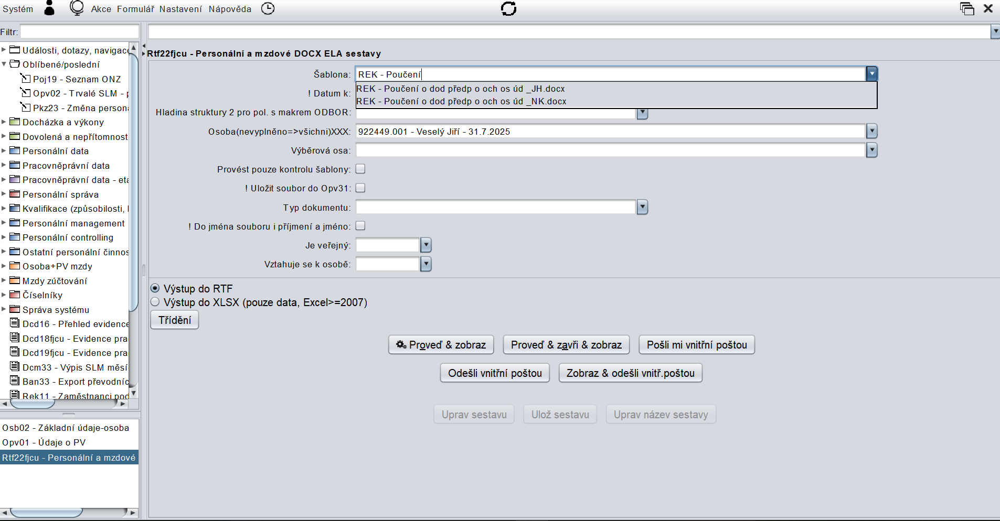 Systém Akce Formulář Nastavení Nápověda
Filtr:
Události, dotazy, navigac
Oblíbené/poslední
Poj19 - Seznam ONZ
Opv02 - Trvalé SLM - p
Pkz23 - Změna person
Docházka a výkony
Dovolená a nepřítomnost
Personální data
Pracovněprávní data
Pracovněprávní data - eta
Personální správa
Kvalifikace (způsobilosti,
Personální management
Personální controlling
Ostatní personální činnos
Osoba+PV mzdy
Mzdy zúčtování
Číselníky
Správa systému
Dcd16 - Přehled evidence
Dcd18fjcu - Evidence pra
Dcd19fjcu - Evidence pra
Dcm33 - Výpis SLM měsí
Ban33 - Export převodníc
Rek11 - Zaměstnanci pod
Osb02 - Základní údaje-osoba
Opv01 - Údaje o PV
Rtf22fjcu - Personální a mzdové
Rtf22fjcu - Personální a mzdové DOCX ELA sestavy
Šablona: REK - Poučení
REK - Poučení o dod předp o och os úd _JH.docx
! Datum k:
REK - Poučení o dod předp o och os úd _NK.docx
Hladina struktury 2 pro pol. s makrem ODBOR:
Osoba(nevyplněno=>všichni)XXX: 922449.001 - Veselý Jiří - 31.7.2025
Výběrová osa:
Provést pouze kontrolu šablony:
! Uložit soubor do Opv31:
Typ dokumentu:
! Do jména souboru i příjmení a jméno:
Je veřejný:
Vztahuje se k osobě:
Výstup do RTF
Výstup do XLSX (pouze data, Excel>=2007)
Třídění
Proveď & zobraz Proveď & zavři & zobraz Pošli mi vnitřní poštou
Odešli vnitřní poštou Zobraz & odešli vnitř.poštou
Uprav sestavu Ulož sestavu Uprav název sestavy